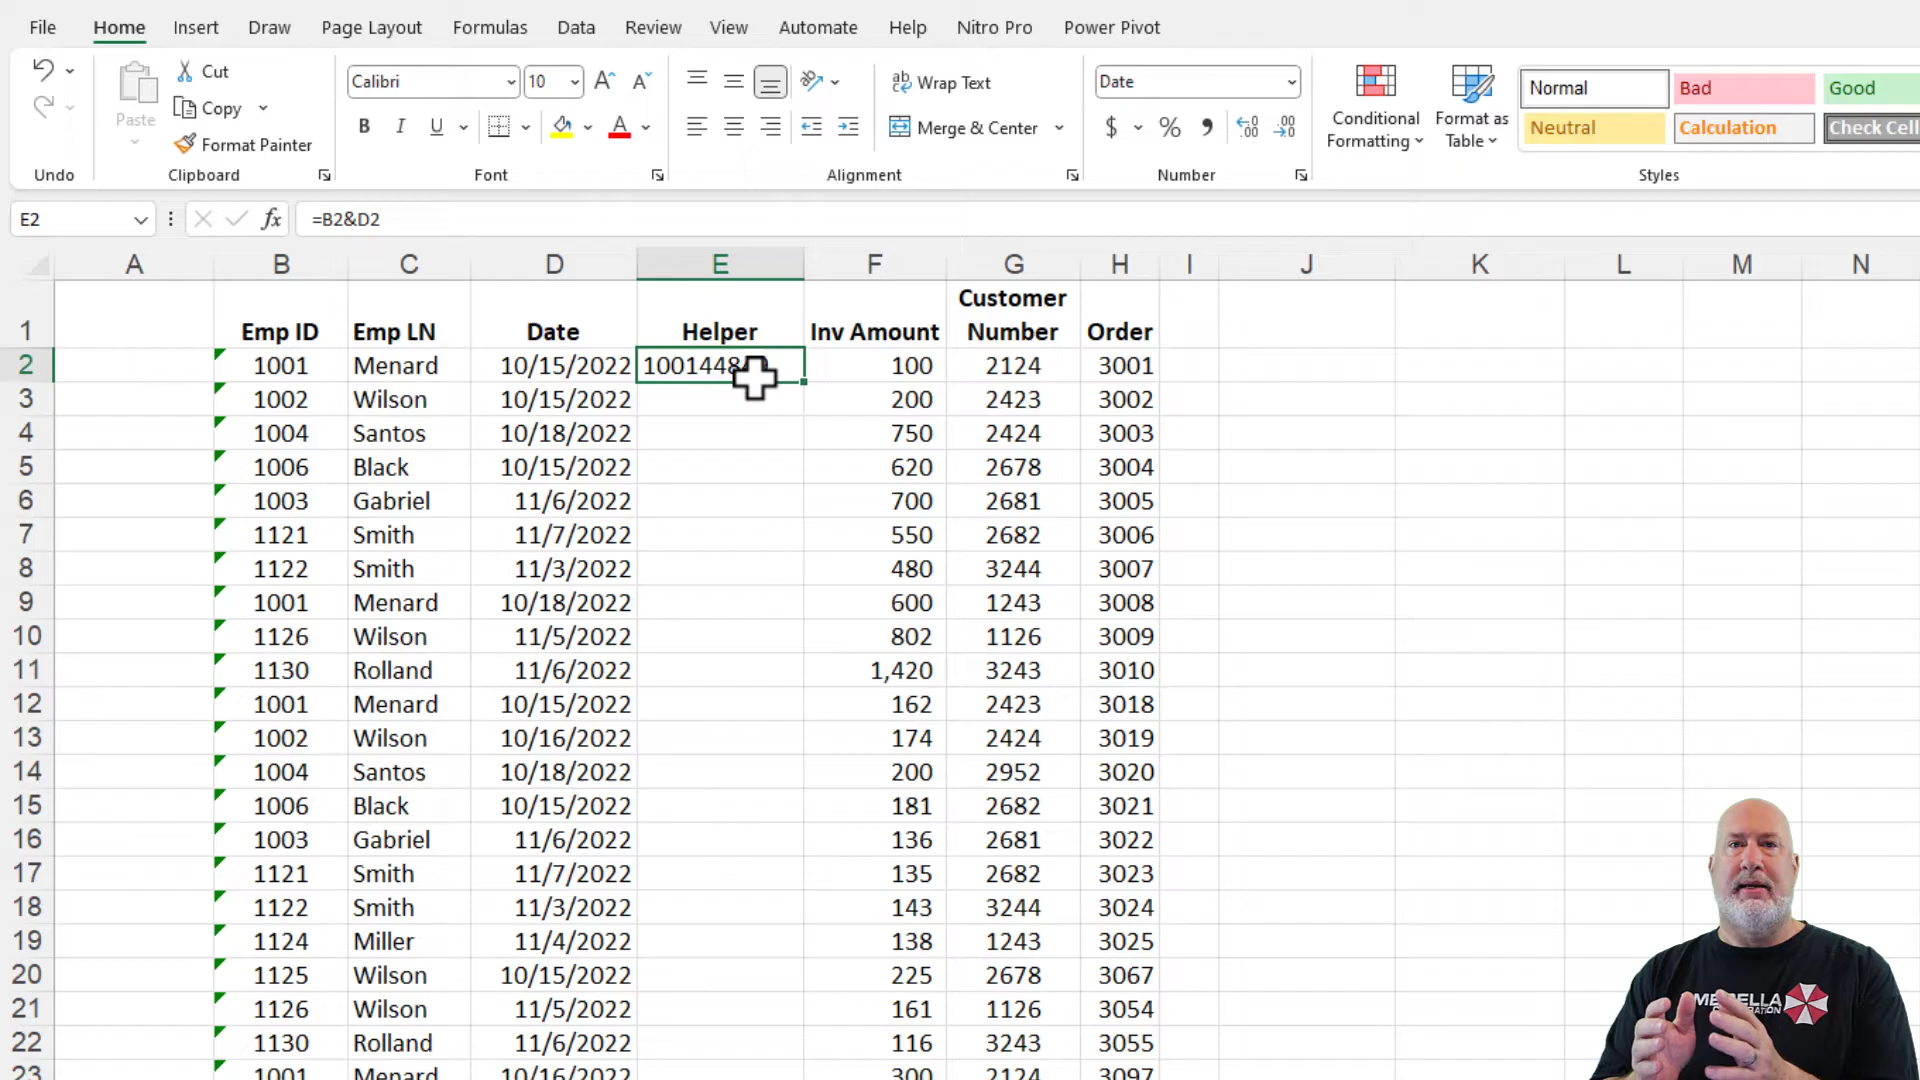 File Home Insert Draw Page Layout Formulas Data Review View Automate Help Nitro Pro Power Pivot
Cut
Copy
Format Painter
Paste
Calibri 10
B I U
Wrap Text
Merge & Center
Date
$ %
Conditional Formatting
Format as Table
Normal Bad Good
Neutral Calculation Check Cell
Undo Clipboard Font Alignment Number Styles
E2 fx =B2&D2
A B C D E F G H I J K L M N
1 Emp ID Emp LN Date Helper Inv Amount Customer Number Order
2 1001 Menard 10/15/2022 100 2124 3001
3 1002 Wilson 10/15/2022 200 2423 3002
4 1004 Santos 10/18/2022 750 2424 3003
5 1006 Black 10/15/2022 620 2678 3004
6 1003 Gabriel 11/6/2022 700 2681 3005
7 1121 Smith 11/7/2022 550 2682 3006
8 1122 Smith 11/3/2022 480 3244 3007
9 1001 Menard 10/18/2022 600 1243 3008
10 1126 Wilson 11/5/2022 802 1126 3009
11 1130 Rolland 11/6/2022 1,420 3243 3010
12 1001 Menard 10/15/2022 162 2423 3018
13 1002 Wilson 10/16/2022 174 2424 3019
14 1004 Santos 10/18/2022 200 2952 3020
15 1006 Black 10/15/2022 181 2682 3021
16 1003 Gabriel 11/6/2022 136 2681 3022
17 1121 Smith 11/7/2022 135 2682 3023
18 1122 Smith 11/3/2022 143 3244 3024
19 1124 Miller 11/4/2022 138 1243 3025
20 1125 Wilson 10/15/2022 225 2678 3067
21 1126 Wilson 11/5/2022 161 1126 3054
22 1130 Rolland 11/6/2022 116 3243 3055
23 1001 Menard 10/16/2022 300 2124 3097